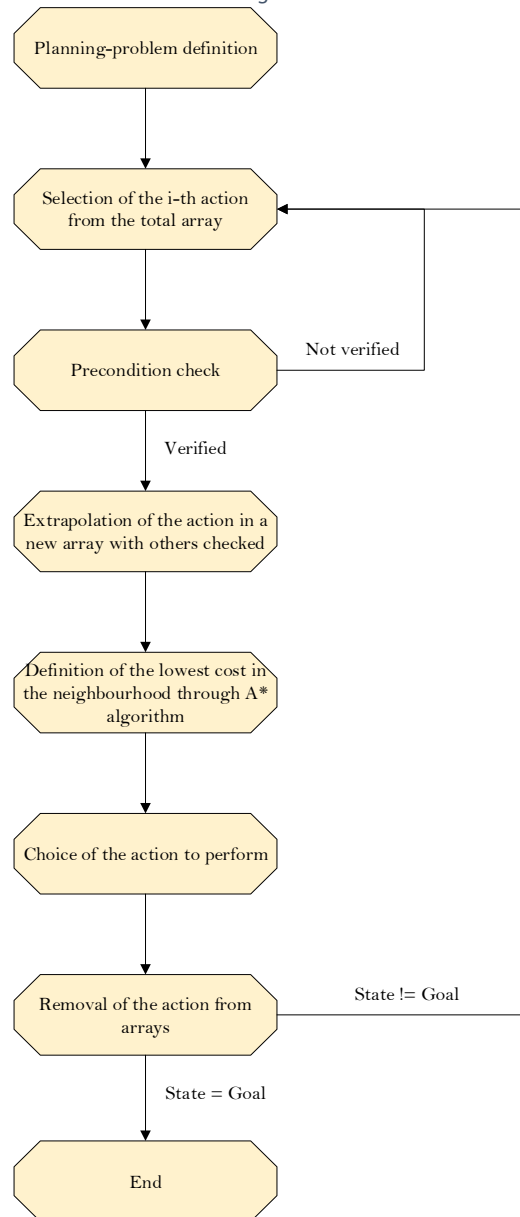 Planning-problem definition
Selection of the i-th action
from the total array
Not verified
Precondition check
Verified
Extrapolation of the action in a
new array with others checked
Definition of the lowest cost in
the neighbourhood through A*
algorithm
Choice of the action to perform
State != Goal
Removal of the action from
arrays
State = Goal
End